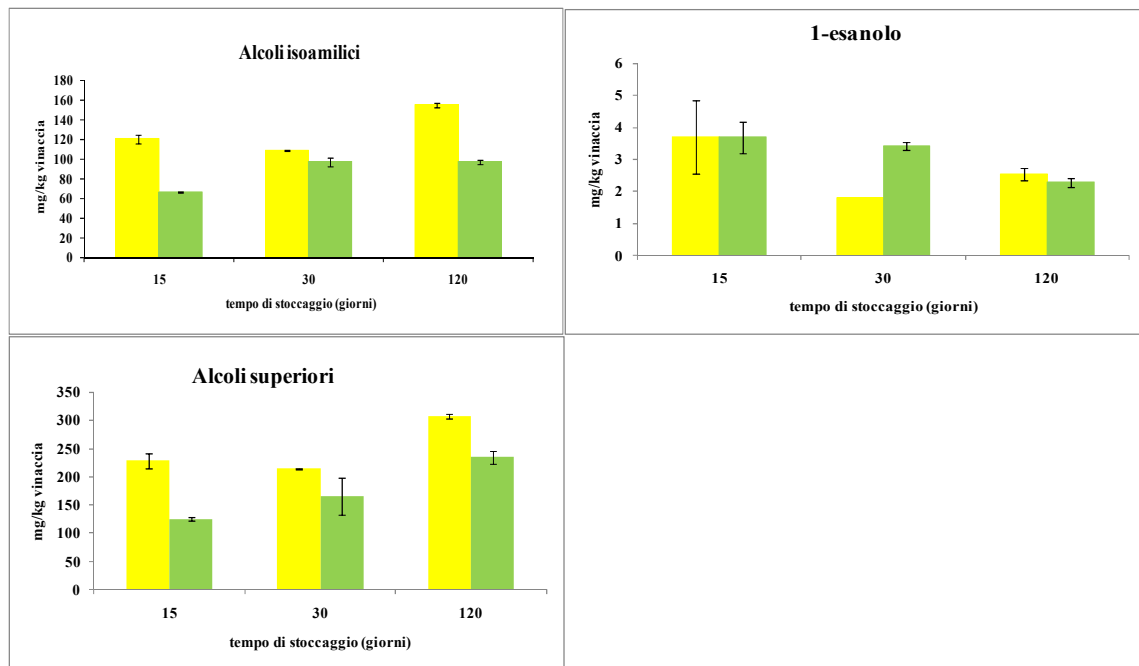 Alcoli isoamilici
mg/kg vinaccia
180
160
140
120
100
80
60
40
20
0
15 30 120
tempo di stoccaggio (giorni)
1-esanolo
mg/kg vinaccia
6
5
4
3
2
1
0
15 30 120
tempo di stoccaggio (giorni)
Alcoli superiori
mg/kg vinaccia
350
300
250
200
150
100
50
0
15 30 120
tempo di stoccaggio (giorni)